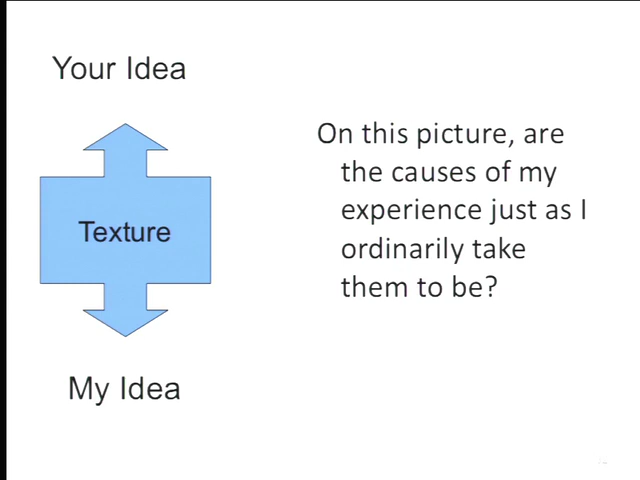 Your Idea
Texture
My Idea
On this picture, are
the causes of my
experience just as I
ordinarily take
them to be?